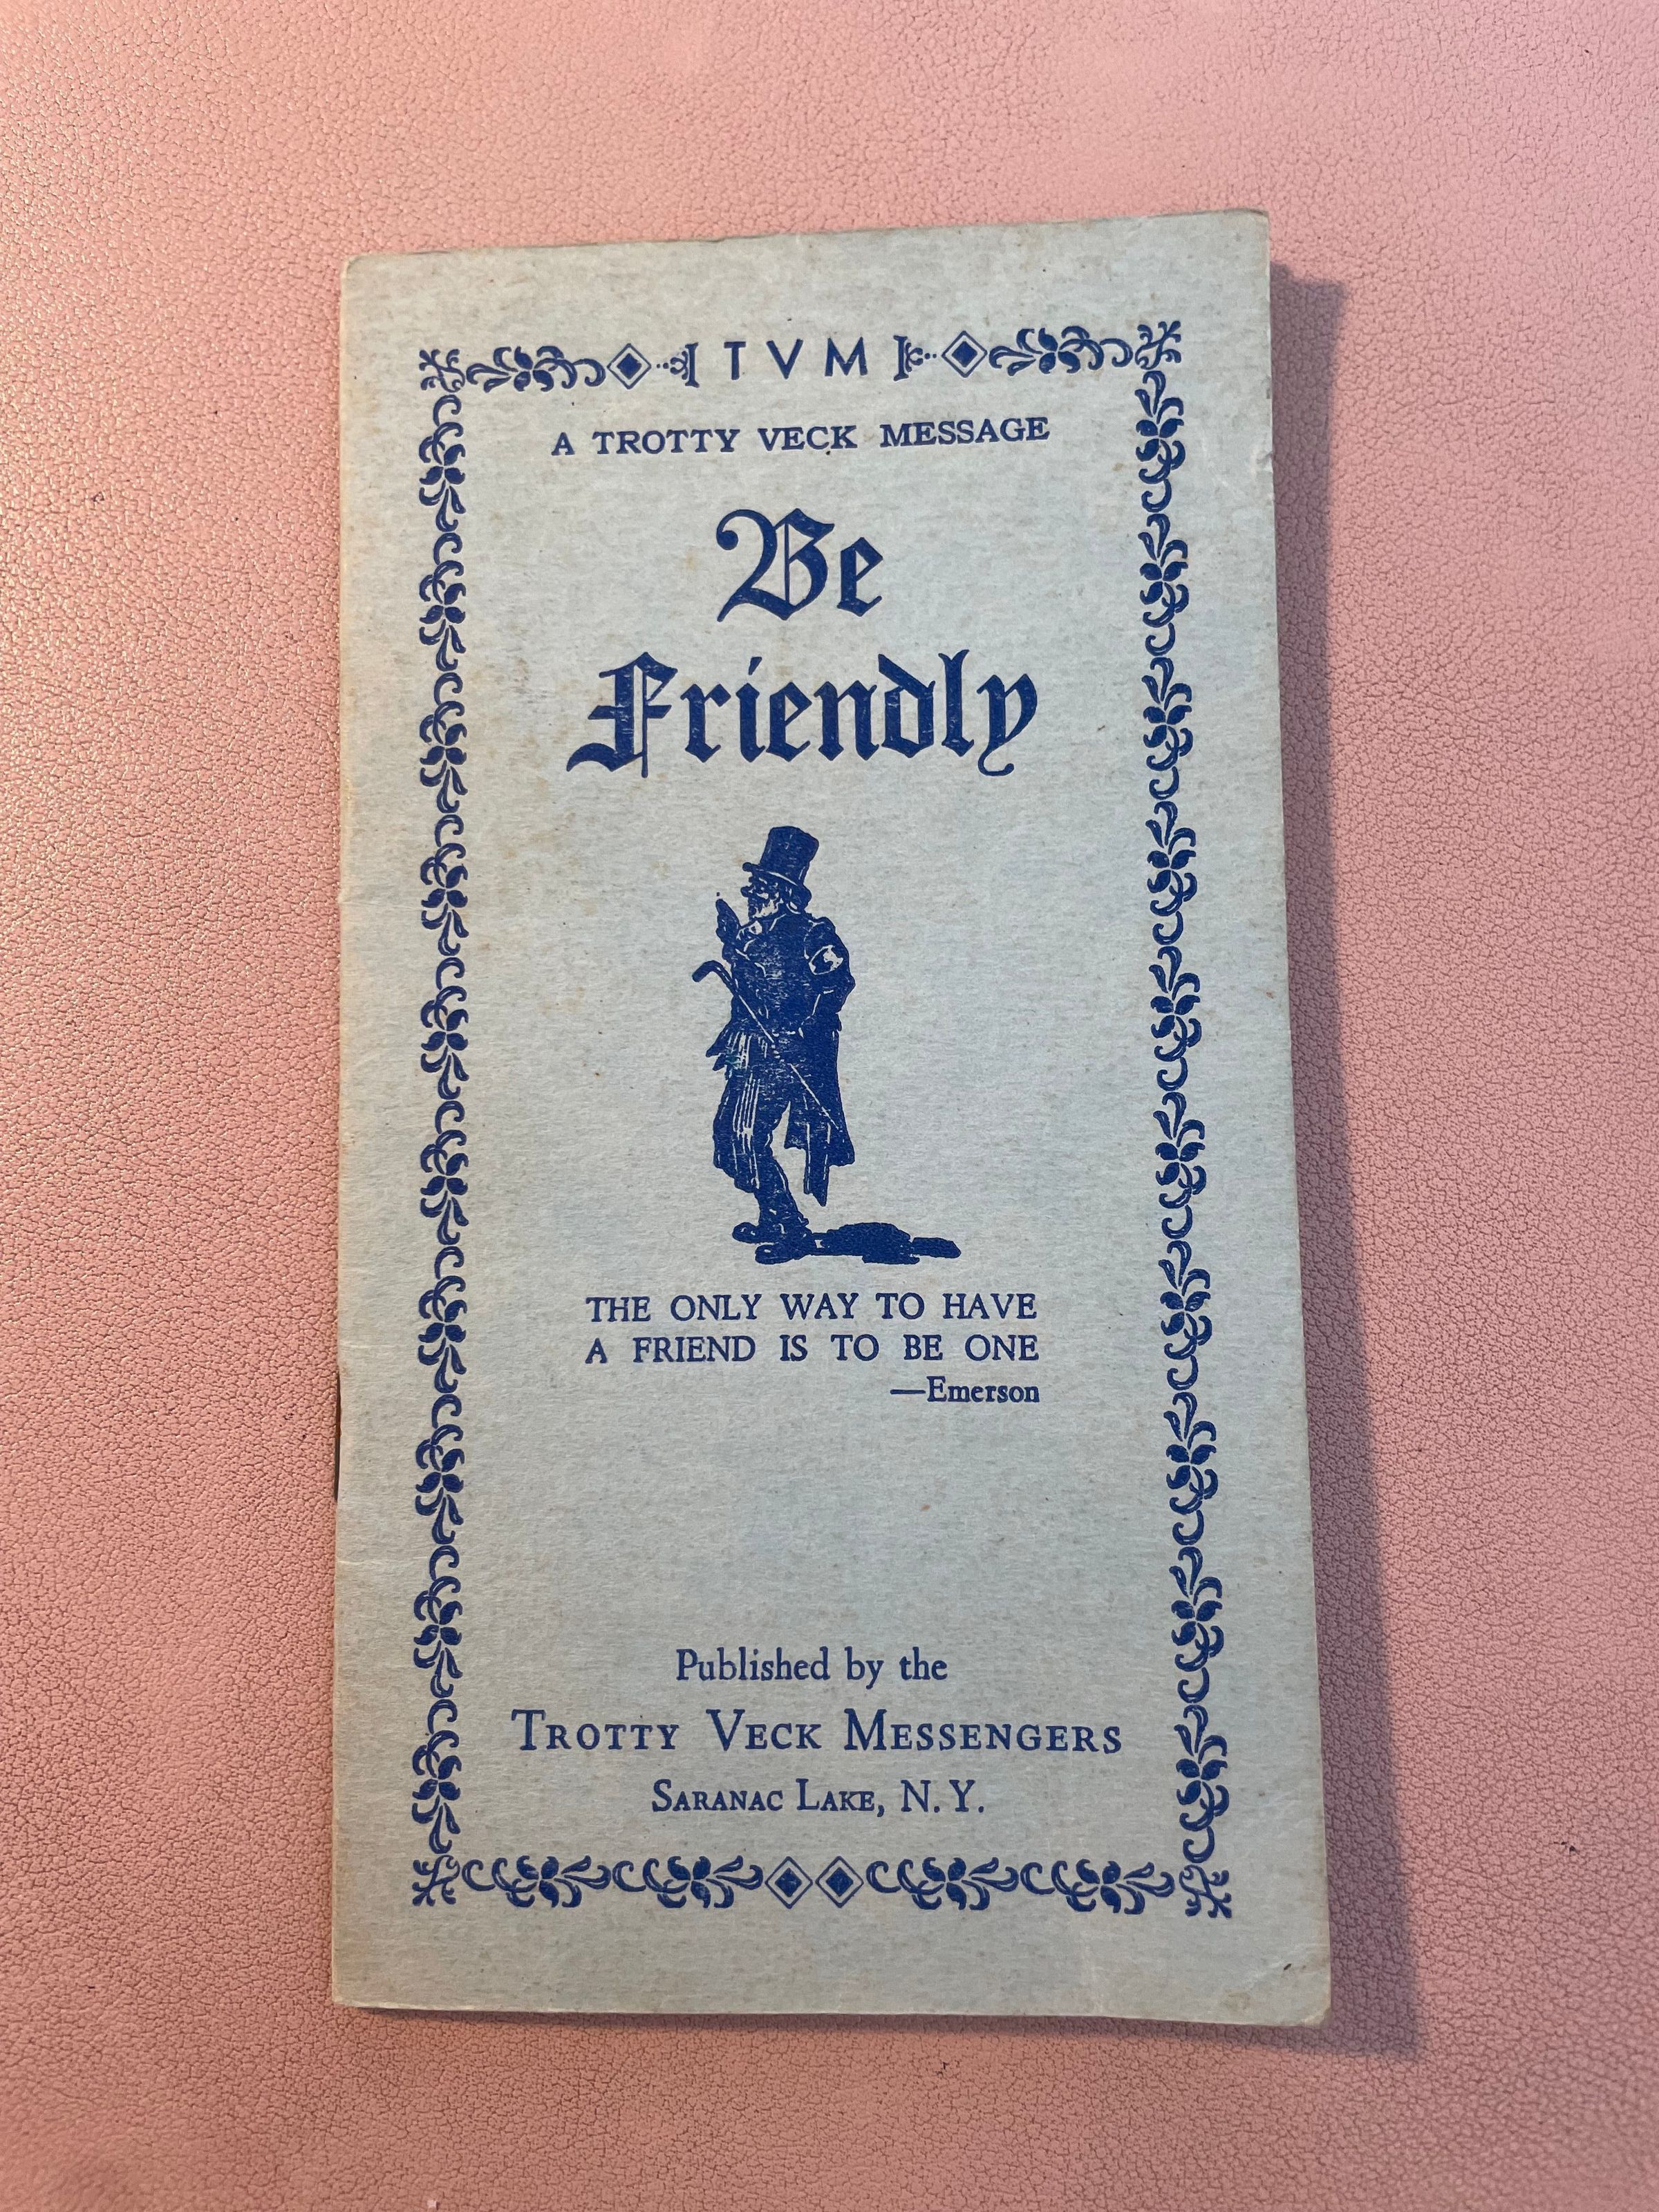 TVM
A TROTTY VECK MESSAGE
Be
Friendly
THE ONLY WAY TO HAVE
A FRIEND IS TO BE ONE
—Emerson
Published by the
TROTTY VECK MESSENGERS
SARANAC LAKE, N. Y.